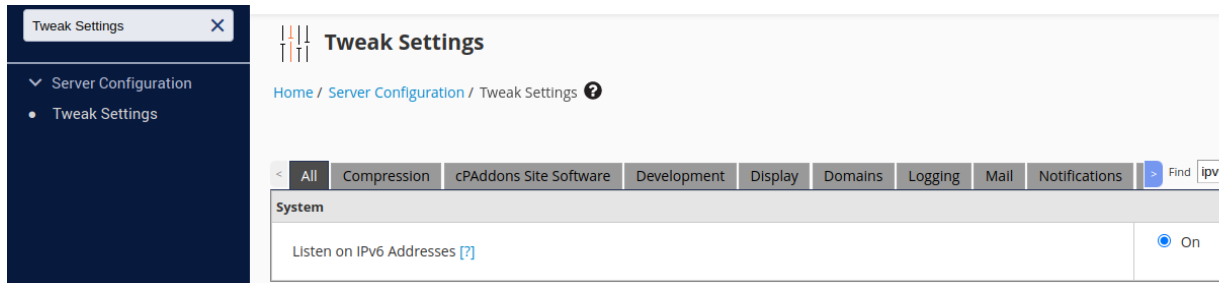 Tweak Settings
Server Configuration
Tweak Settings
Tweak Settings
Home / Server Configuration / Tweak Settings ?
< All Compression cPAddons Site Software Development Display Domains Logging Mail Notifications > Find ipv
System
Listen on IPv6 Addresses [?] On